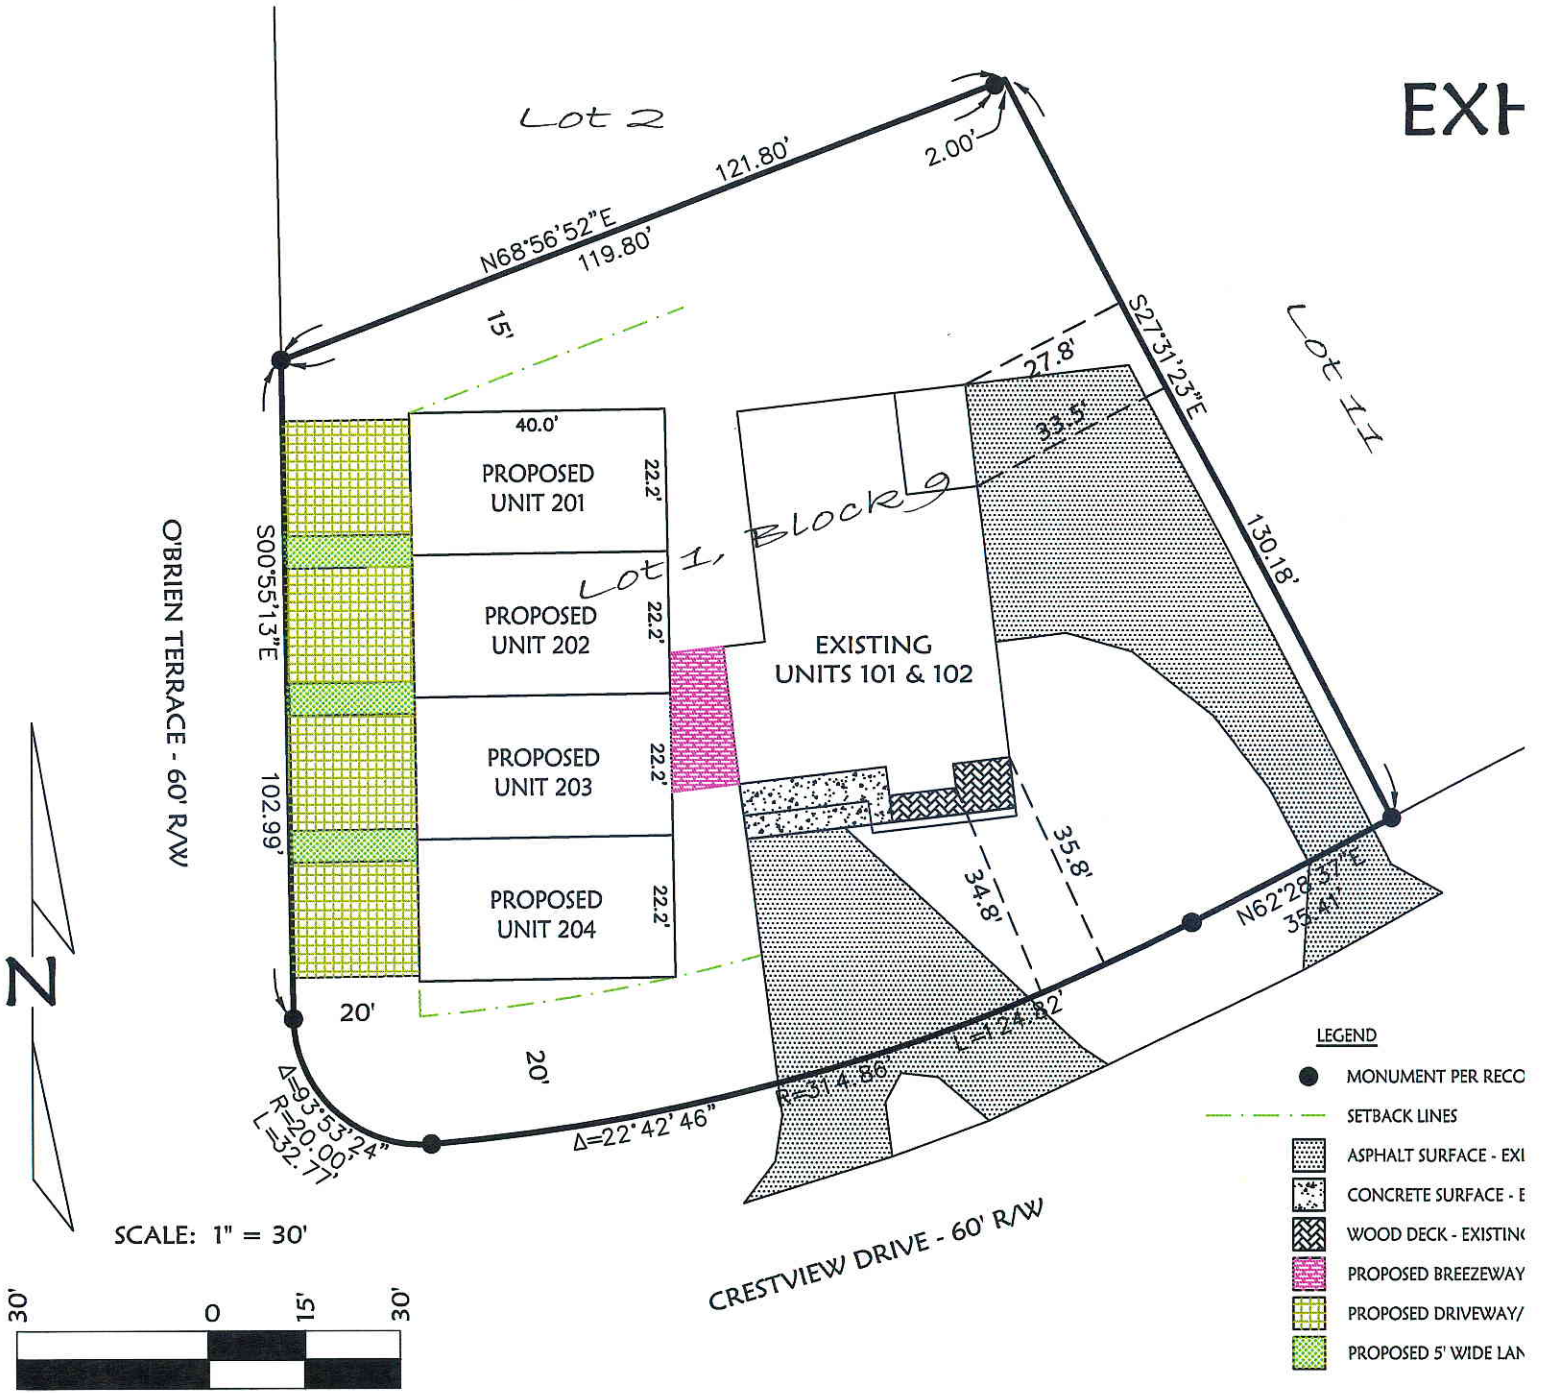 EXH
Lot 2
121.80'
2.00'
N68°56'52"E
119.80'
15'
S27°31'23"E
Lot 11
27.8'
33.5'
40.0'
PROPOSED
UNIT 201
22.2'
Lot 1, Block 9
O'BRIEN TERRACE - 60' R/W
S00°55'13"E
102.99'
130.18'
PROPOSED
UNIT 202
22.2'
EXISTING
UNITS 101 & 102
PROPOSED
UNIT 203
22.2'
PROPOSED
UNIT 204
22.2'
35.8'
34.8'
N62°28'37"E
35.41'
N
20'
20'
L=124.82'
R=314.86'
Δ=22°42'46"
Δ=93°53'24"
R=20.00'
L=32.77'
CRESTVIEW DRIVE - 60' R/W
SCALE: 1" = 30'
30'
0
15'
30'
LEGEND
MONUMENT PER RECO
SETBACK LINES
ASPHALT SURFACE - EXI
CONCRETE SURFACE - E
WOOD DECK - EXISTING
PROPOSED BREEZEWAY
PROPOSED DRIVEWAY/
PROPOSED 5' WIDE LAN